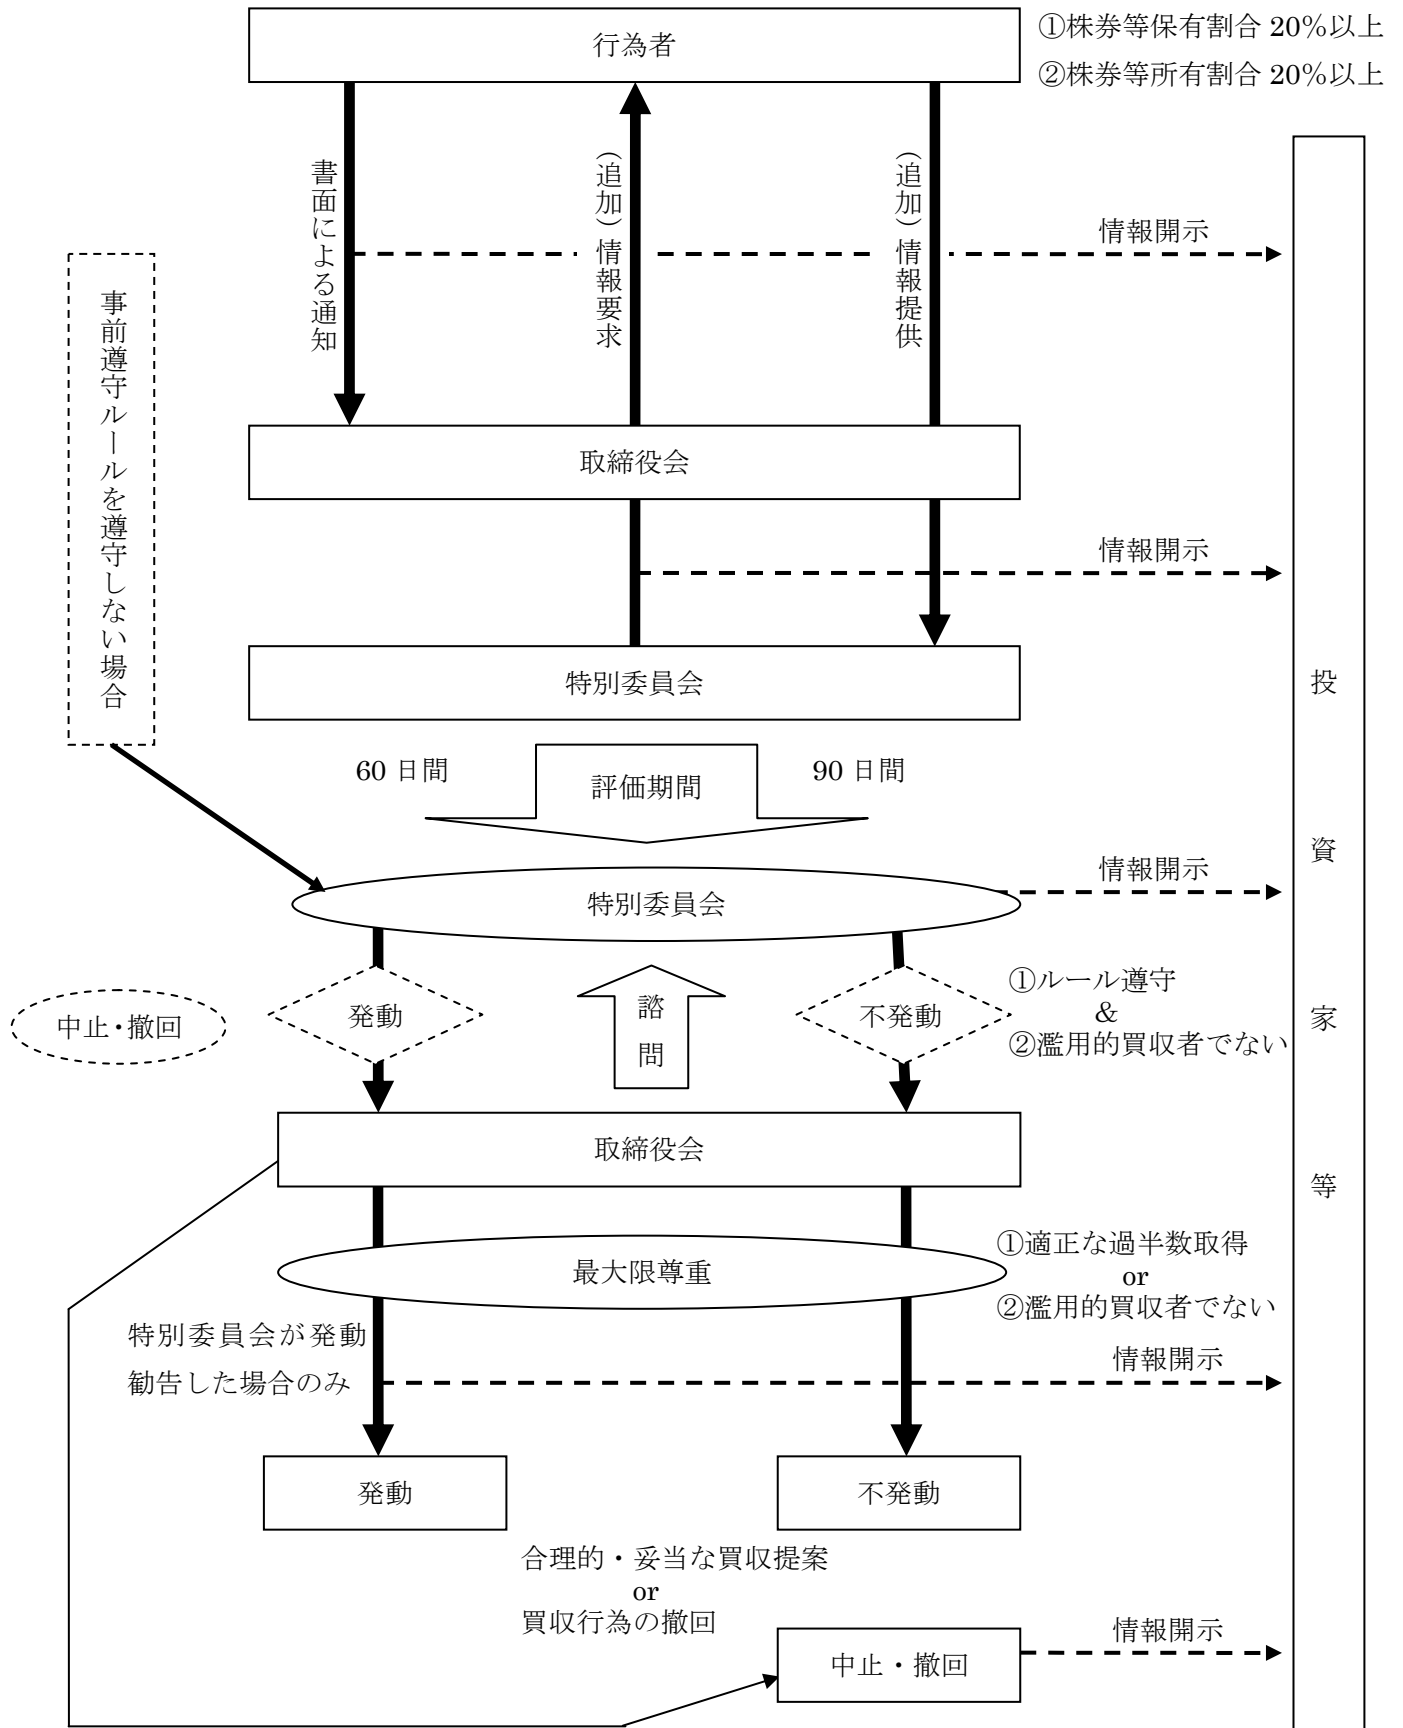 行為者
①株券等保有割合 20%以上
②株券等所有割合 20%以上
書面による通知
（追加）情報要求
（追加）情報提供
情報開示
事前遵守ルールを遵守しない場合
取締役会
情報開示
特別委員会
投資家等
60 日間
評価期間
90 日間
情報開示
特別委員会
中止・撤回
発動
諮問
不発動
①ルール遵守
&
②濫用的買収者でない
取締役会
最大限尊重
①適正な過半数取得
or
②濫用的買収者でない
特別委員会が発動
勧告した場合のみ
情報開示
発動
不発動
合理的・妥当な買収提案
or
買収行為の撤回
中止・撤回
情報開示